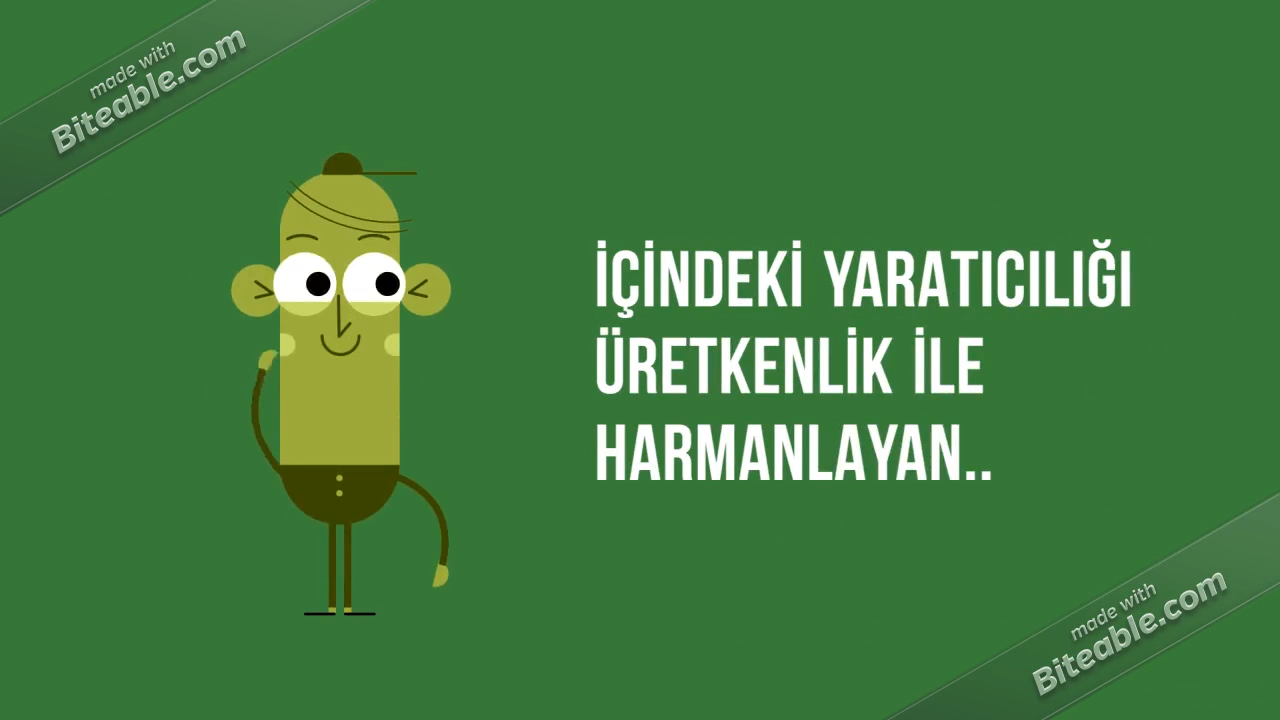 made with
Biteable.com
İÇİNDEKİ YARATICILIĞI
ÜRETKENLİK İLE
HARMANLAYAN..
made with
Biteable.com